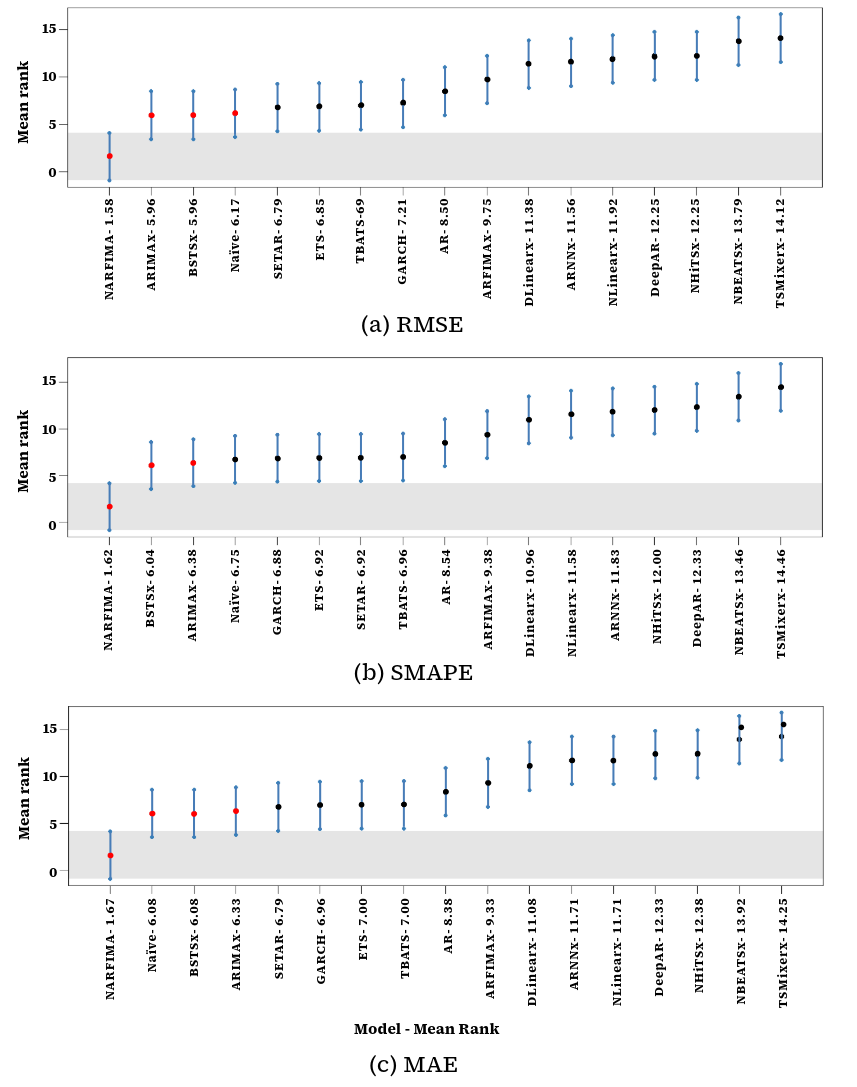 Mean rank
15
10
5
0
NARFIMA- 1.58
ARIMAX- 5.96
BSTSx- 5.96
Naïve- 6.17
SETAR- 6.79
ETS- 6.85
TBATS-69
GARCH- 7.21
AR- 8.50
ARFIMAx- 9.75
DLinearx- 11.38
ARNNx- 11.56
NLinearx- 11.92
DeepAR- 12.25
NHiTSx- 12.25
NBEATSx- 13.79
TSMixerx- 14.12
(a) RMSE
Mean rank
15
10
5
0
NARFIMA- 1.62
BSTSx- 6.04
ARIMAX- 6.38
Naïve- 6.75
GARCH- 6.88
ETS- 6.92
SETAR- 6.92
TBATS- 6.96
AR- 8.54
ARFIMAx- 9.38
DLinearx- 10.96
NLinearx- 11.58
ARNNx- 11.83
NHiTSx- 12.00
DeepAR- 12.33
NBEATSx- 13.46
TSMixerx- 14.46
(b) SMAPE
Mean rank
15
10
5
0
NARFIMA- 1.67
Naïve- 6.08
BSTSx- 6.08
ARIMAx- 6.33
SETAR- 6.79
GARCH- 6.96
ETS- 7.00
TBATS- 7.00
AR- 8.38
ARFIMAx- 9.33
DLinearx- 11.08
ARNNx- 11.71
NLinearx- 11.71
DeepAR- 12.33
NHiTSx- 12.38
NBEATSx- 13.92
TSMixerx- 14.25
Model - Mean Rank
(c) MAE